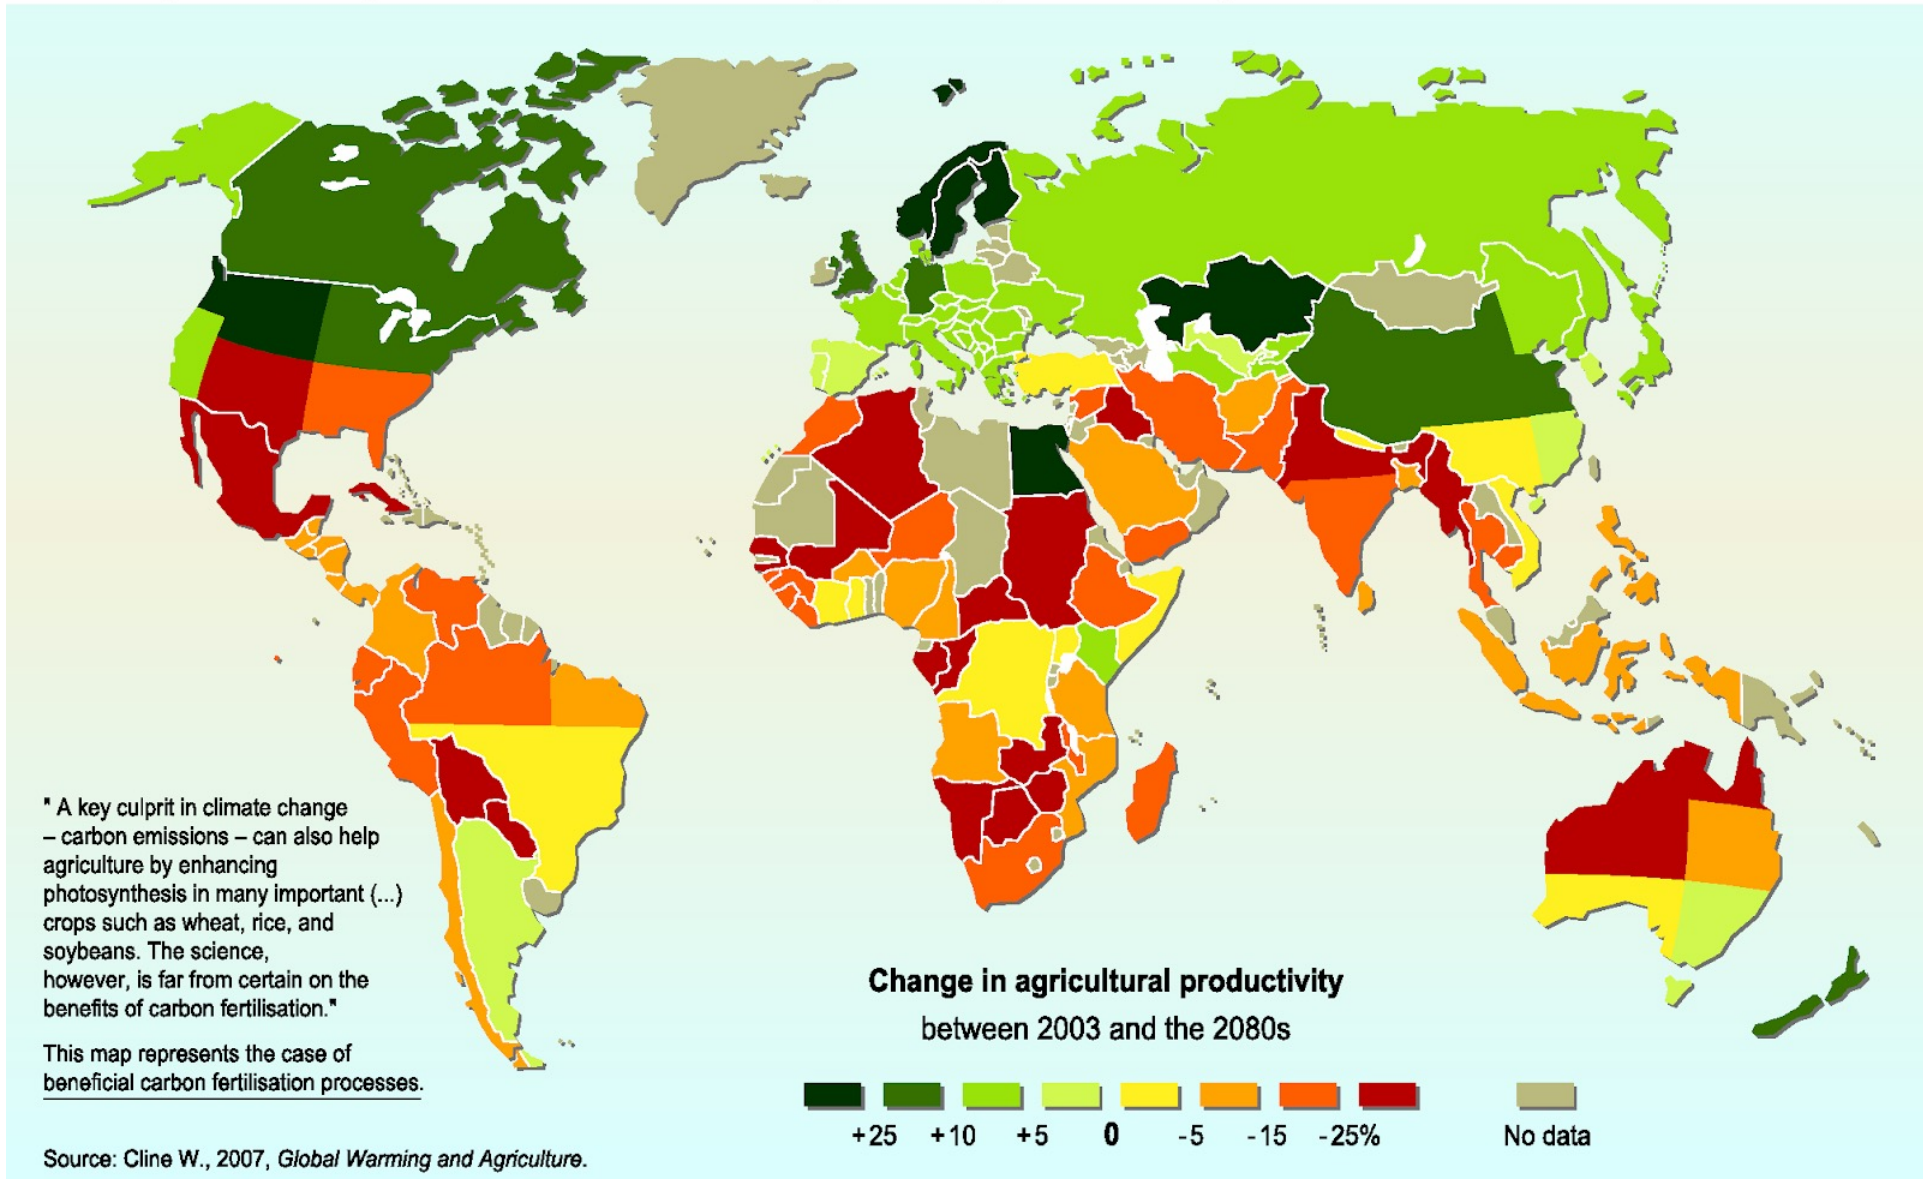 " A key culprit in climate change
– carbon emissions – can also help
agriculture by enhancing
photosynthesis in many important (...)
crops such as wheat, rice, and
soybeans. The science,
however, is far from certain on the
benefits of carbon fertilisation."
This map represents the case of
beneficial carbon fertilisation processes.
Source: Cline W., 2007, Global Warming and Agriculture.
Change in agricultural productivity
between 2003 and the 2080s
+25 +10 +5 0 -5 -15 -25% No data